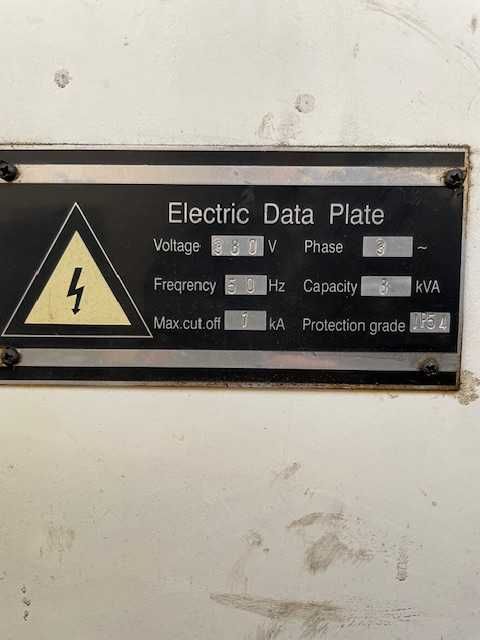 Electric Data Plate
Voltage 380 V Phase 3 ~
Freqrency 50 Hz Capacity 8 kVA
Max.cut.off 1 kA Protection grade IP54